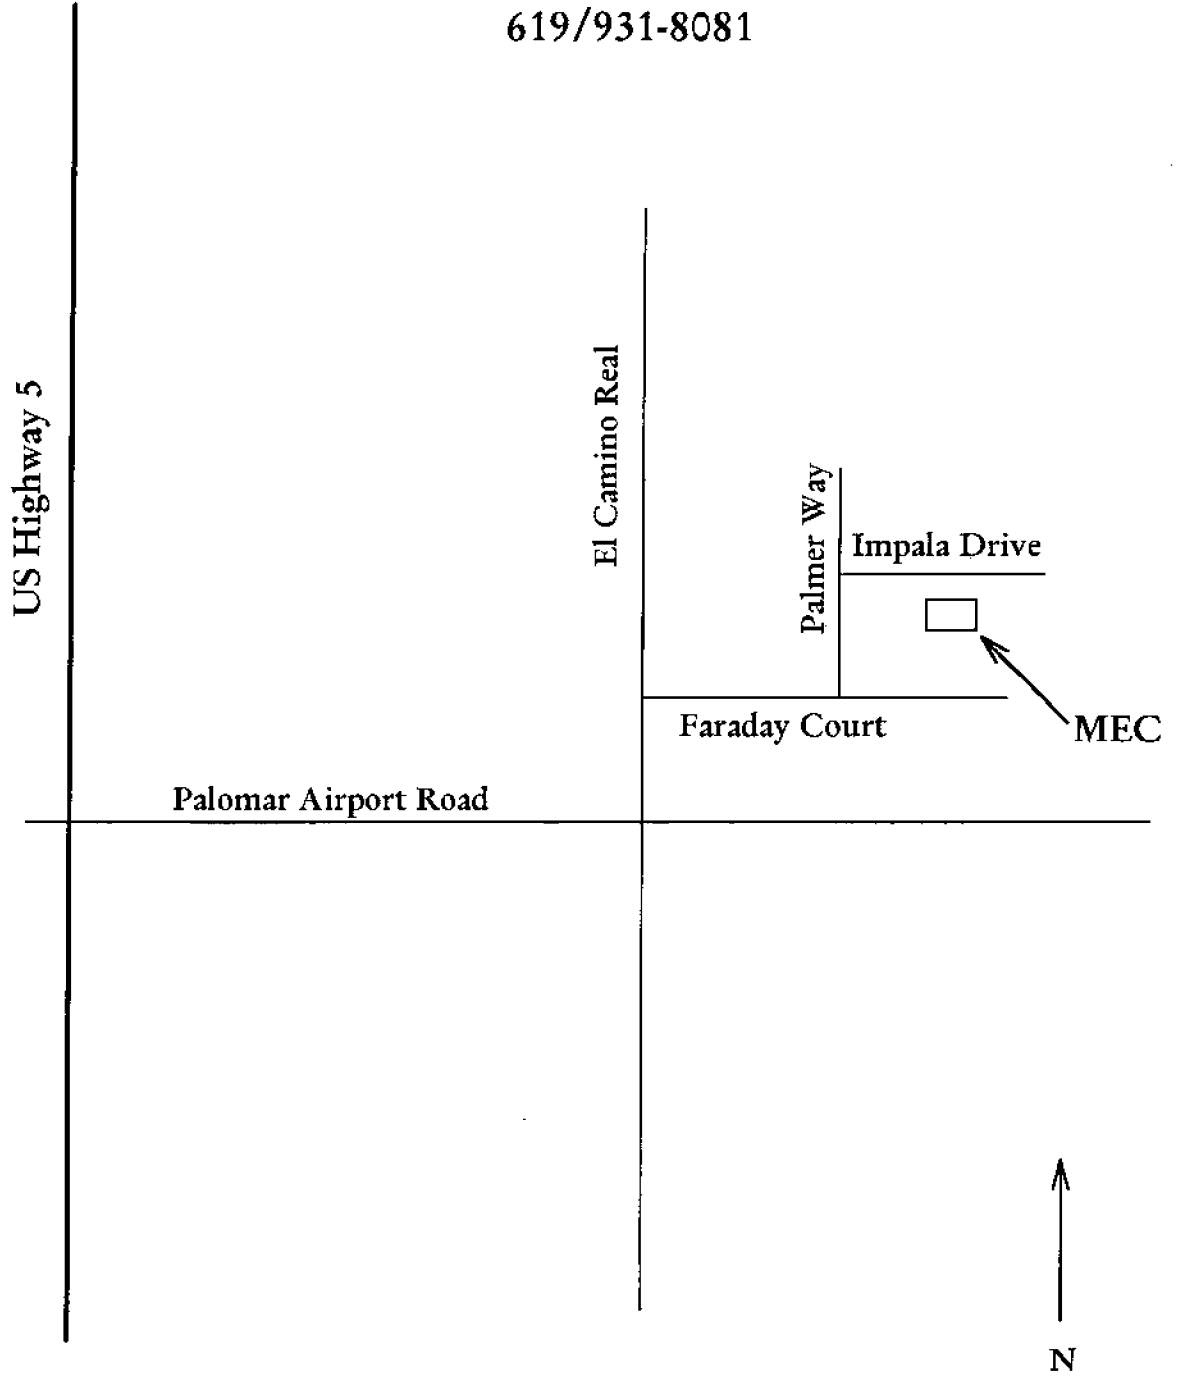 619/931-8081
US Highway 5
El Camino Real
Palmer Way
Impala Drive
Faraday Court
MEC
Palomar Airport Road
N